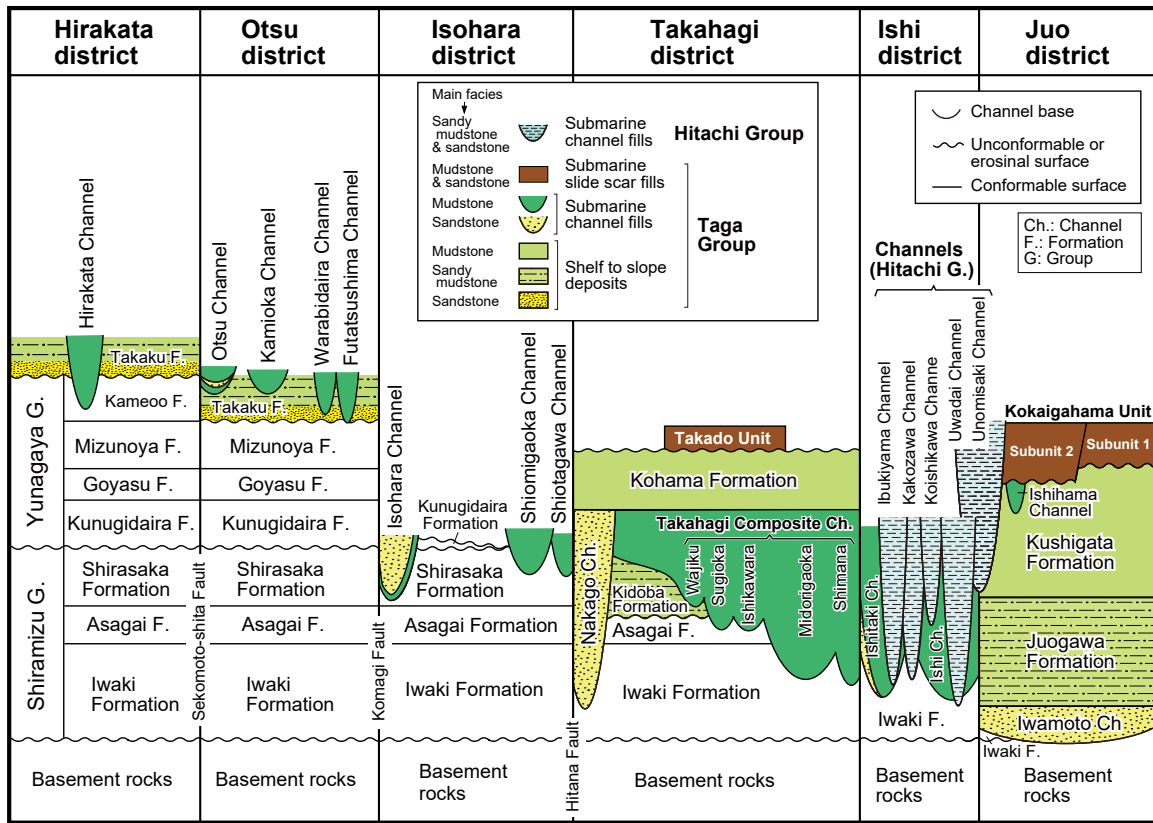 Hirakata
district
Otsu
district
Isohara
district
Takahagi
district
Ishi
district
Juo
district
Main facies
Sandy
mudstone
& sandstone
Submarine
channel fills
Hitachi Group
Mudstone
& sandstone
Submarine
slide scar fills
Mudstone
Sandstone
Submarine
channel fills
Taga
Group
Mudstone
Sandy
mudstone
Sandstone
Shelf to slope
deposits
Channel base
Unconformable or
erosinal surface
Conformable surface
Ch.: Channel
F.: Formation
G: Group
Channels
(Hitachi G.)
Yunagaya G.
Shiramizu G.
Hirakata Channel
Takaku F.
Kameoo F.
Mizunoya F.
Goyasu F.
Kunugidaira F.
Shirasaka
Formation
Asagai F.
Iwaki
Formation
Basement rocks
Sekomoto-shita Fault
Otsu Channel
Kamioka Channel
Warabidaira Channel
Futatsushima Channel
Takaku F.
Mizunoya F.
Goyasu F.
Kunugidaira F.
Shirasaka
Formation
Asagai F.
Iwaki
Formation
Basement rocks
Komagi Fault
Isohara Channel
Kunugidaira
Formation
Shiomigaoka Channel
Shiotagawa Channel
Shirasaka
Formation
Asagai Formation
Iwaki Formation
Basement
rocks
Hitana Fault
Takado Unit
Kohama Formation
Nakago Ch.
Takahagi Composite Ch.
Wajiku
Sugioka
Ishikawara
Midorigaoka
Shimana
Kidoba
Formation
Asagai F.
Iwaki Formation
Basement rocks
Ibukiyama Channel
Kakozawa Channel
Koishikawa Channe
Uwadai Channel
Unomisaki Channel
Ishitaki Ch.
Ishi Ch.
Iwaki F.
Basement
rocks
Kokaigahama Unit
Subunit 2
Subunit 1
Ishihama
Channel
Kushigata
Formation
Juogawa
Formation
Iwamoto Ch.
Iwaki F.
Basement
rocks